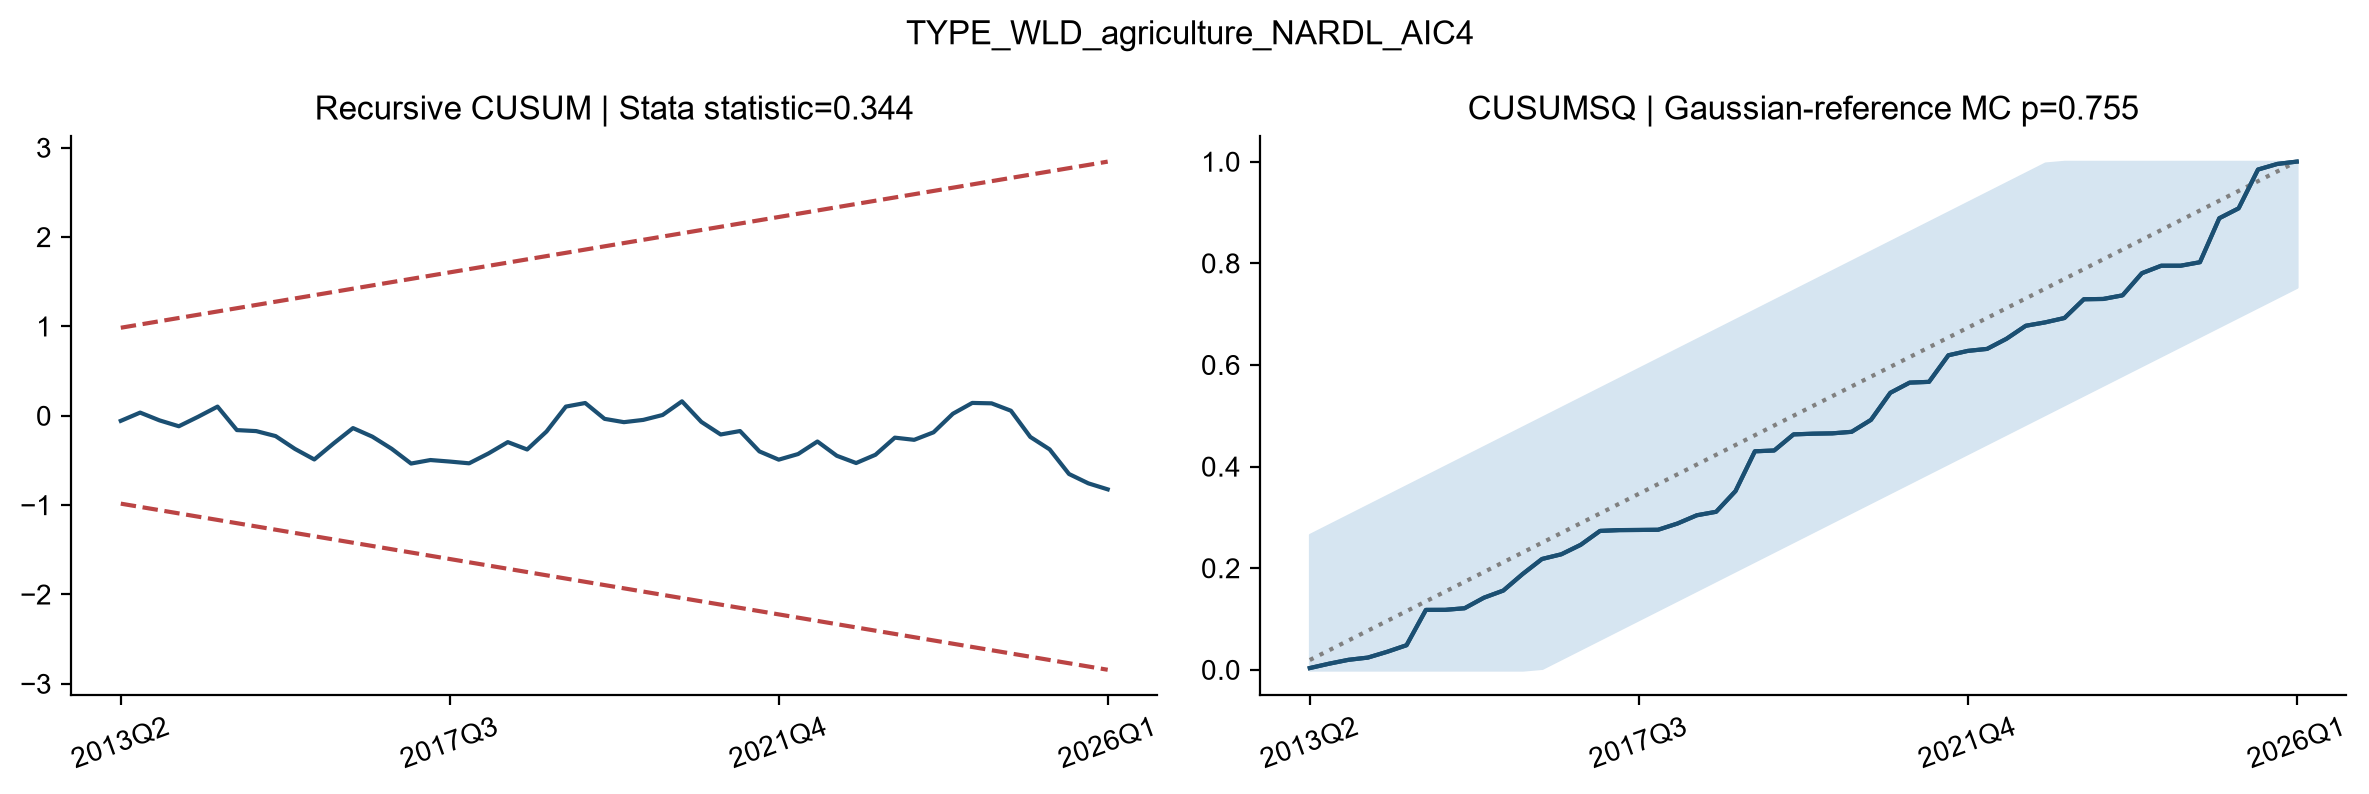 TYPE_WLD_agriculture_NARDL_AIC4
Recursive CUSUM | Stata statistic=0.344
3
2
1
0
−1
−2
−3
2013Q2
2017Q3
2021Q4
2026Q1
CUSUMSQ | Gaussian-reference MC p=0.755
1.0
0.8
0.6
0.4
0.2
0.0
2013Q2
2017Q3
2021Q4
2026Q1